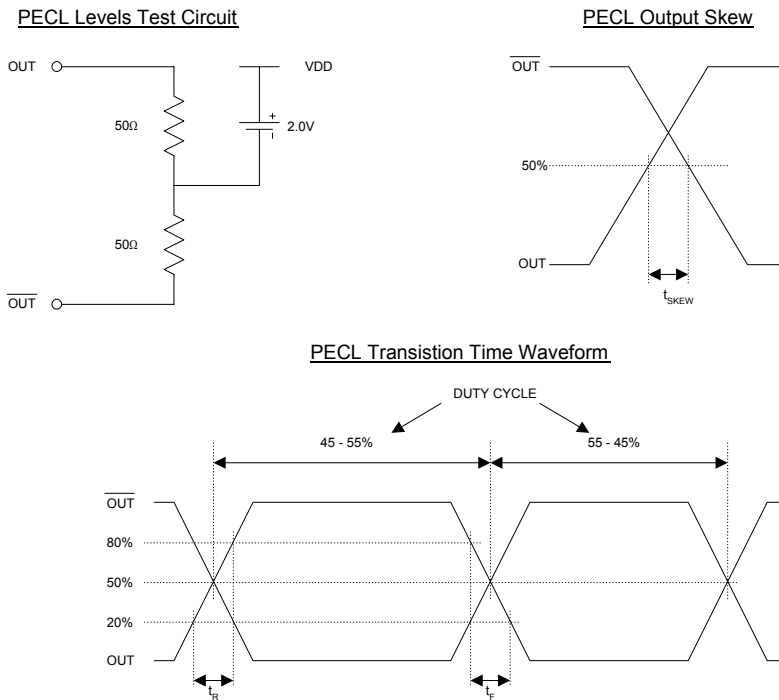 PECL Levels Test Circuit
OUT
VDD
50Ω
+
2.0V
-
50Ω
OUT
PECL Output Skew
OUT
50%
OUT
tSKEW
PECL Transistion Time Waveform
DUTY CYCLE
45 - 55%
55 - 45%
OUT
80%
50%
20%
OUT
tR
tF